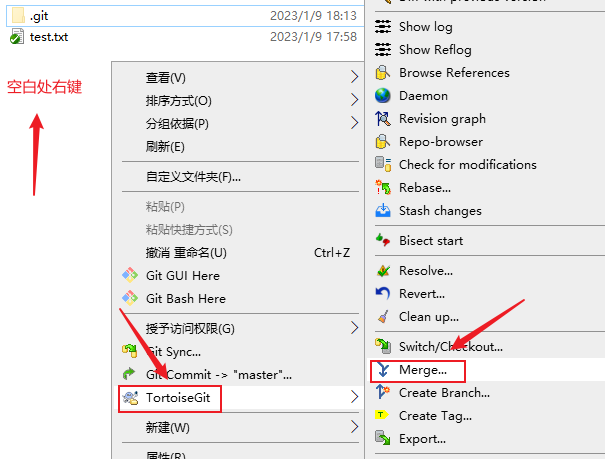 .git 2023/1/9 18:13
test.txt 2023/1/9 17:58
空白处右键
查看(V)
排序方式(O)
分组依据(P)
刷新(E)
自定义文件夹(F)...
粘贴(P)
粘贴快捷方式(S)
撤消 重命名(U) Ctrl+Z
Git GUI Here
Git Bash Here
授予访问权限(G)
Git Sync...
Git Commit -> "master"...
TortoiseGit
新建(W)
属性(R)
Diff with previous version
Show log
Show Reflog
Browse References
Daemon
Revision graph
Repo-browser
Check for modifications
Rebase...
Stash changes
Bisect start
Resolve...
Revert...
Clean up...
Switch/Checkout...
Merge...
Create Branch...
Create Tag...
Export...